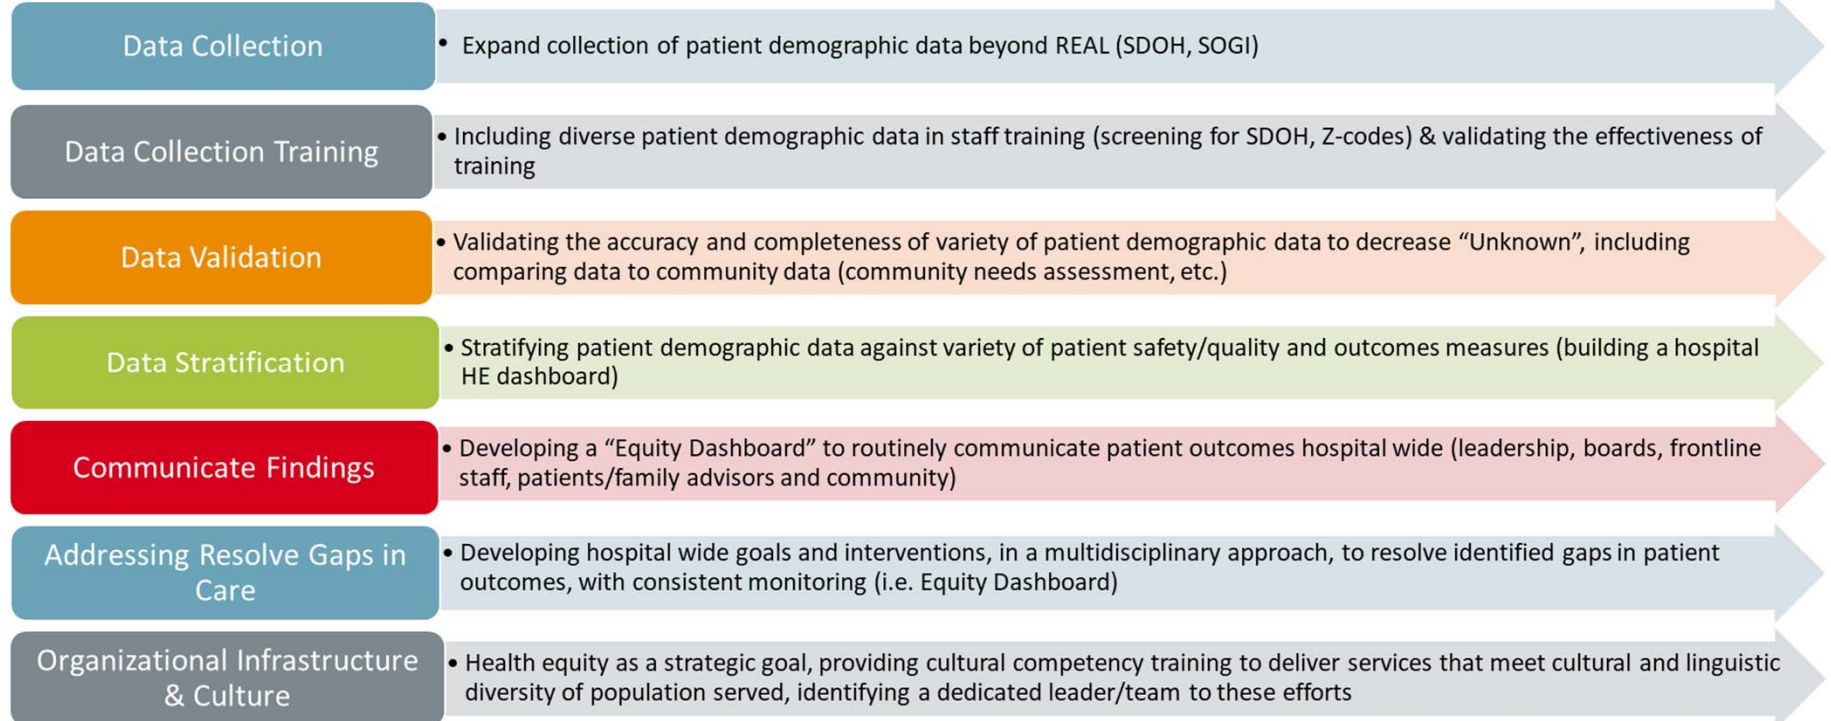 Data Collection
• Expand collection of patient demographic data beyond REAL (SDOH, SOGI)
Data Collection Training
• Including diverse patient demographic data in staff training (screening for SDOH, Z-codes) & validating the effectiveness of
training
Data Validation
• Validating the accuracy and completeness of variety of patient demographic data to decrease “Unknown”, including
comparing data to community data (community needs assessment, etc.)
Data Stratification
• Stratifying patient demographic data against variety of patient safety/quality and outcomes measures (building a hospital
HE dashboard)
Communicate Findings
• Developing a “Equity Dashboard” to routinely communicate patient outcomes hospital wide (leadership, boards, frontline
staff, patients/family advisors and community)
Addressing Resolve Gaps in
Care
• Developing hospital wide goals and interventions, in a multidisciplinary approach, to resolve identified gaps in patient
outcomes, with consistent monitoring (i.e. Equity Dashboard)
Organizational Infrastructure
& Culture
• Health equity as a strategic goal, providing cultural competency training to deliver services that meet cultural and linguistic
diversity of population served, identifying a dedicated leader/team to these efforts